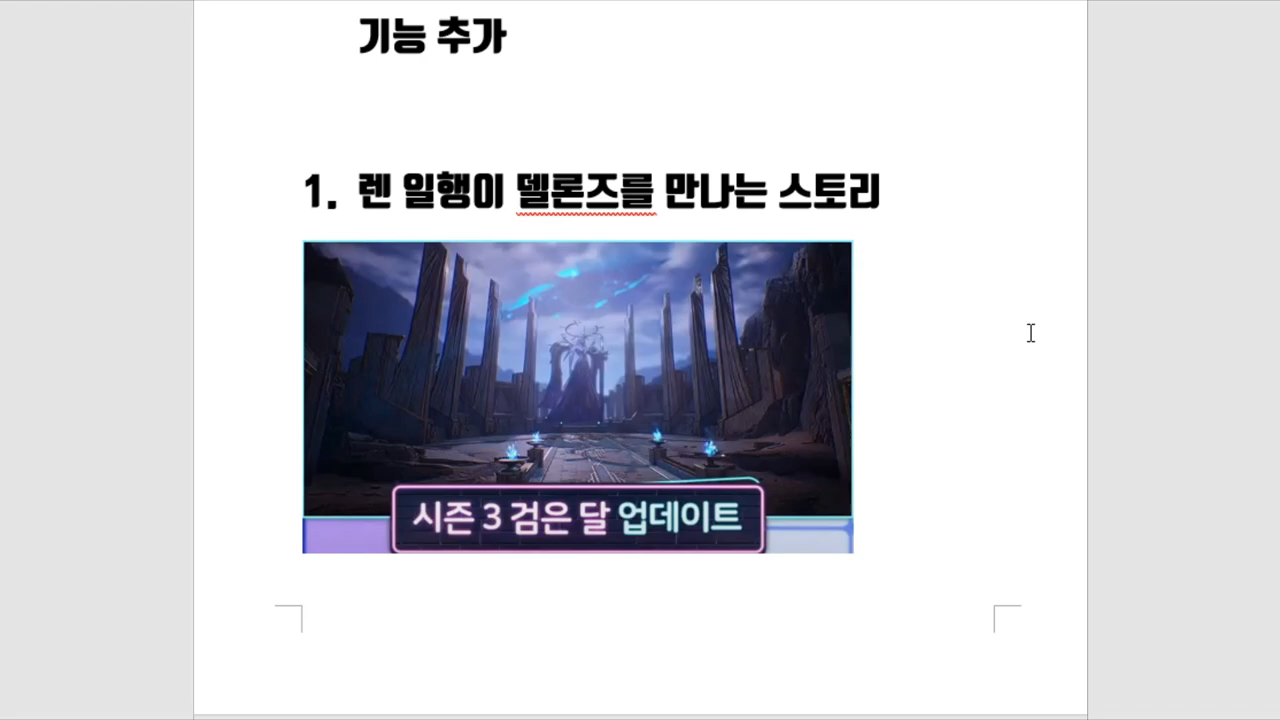 기능 추가
1. 렌 일행이 델론즈를 만나는 스토리
시즌 3 검은 달 업데이트